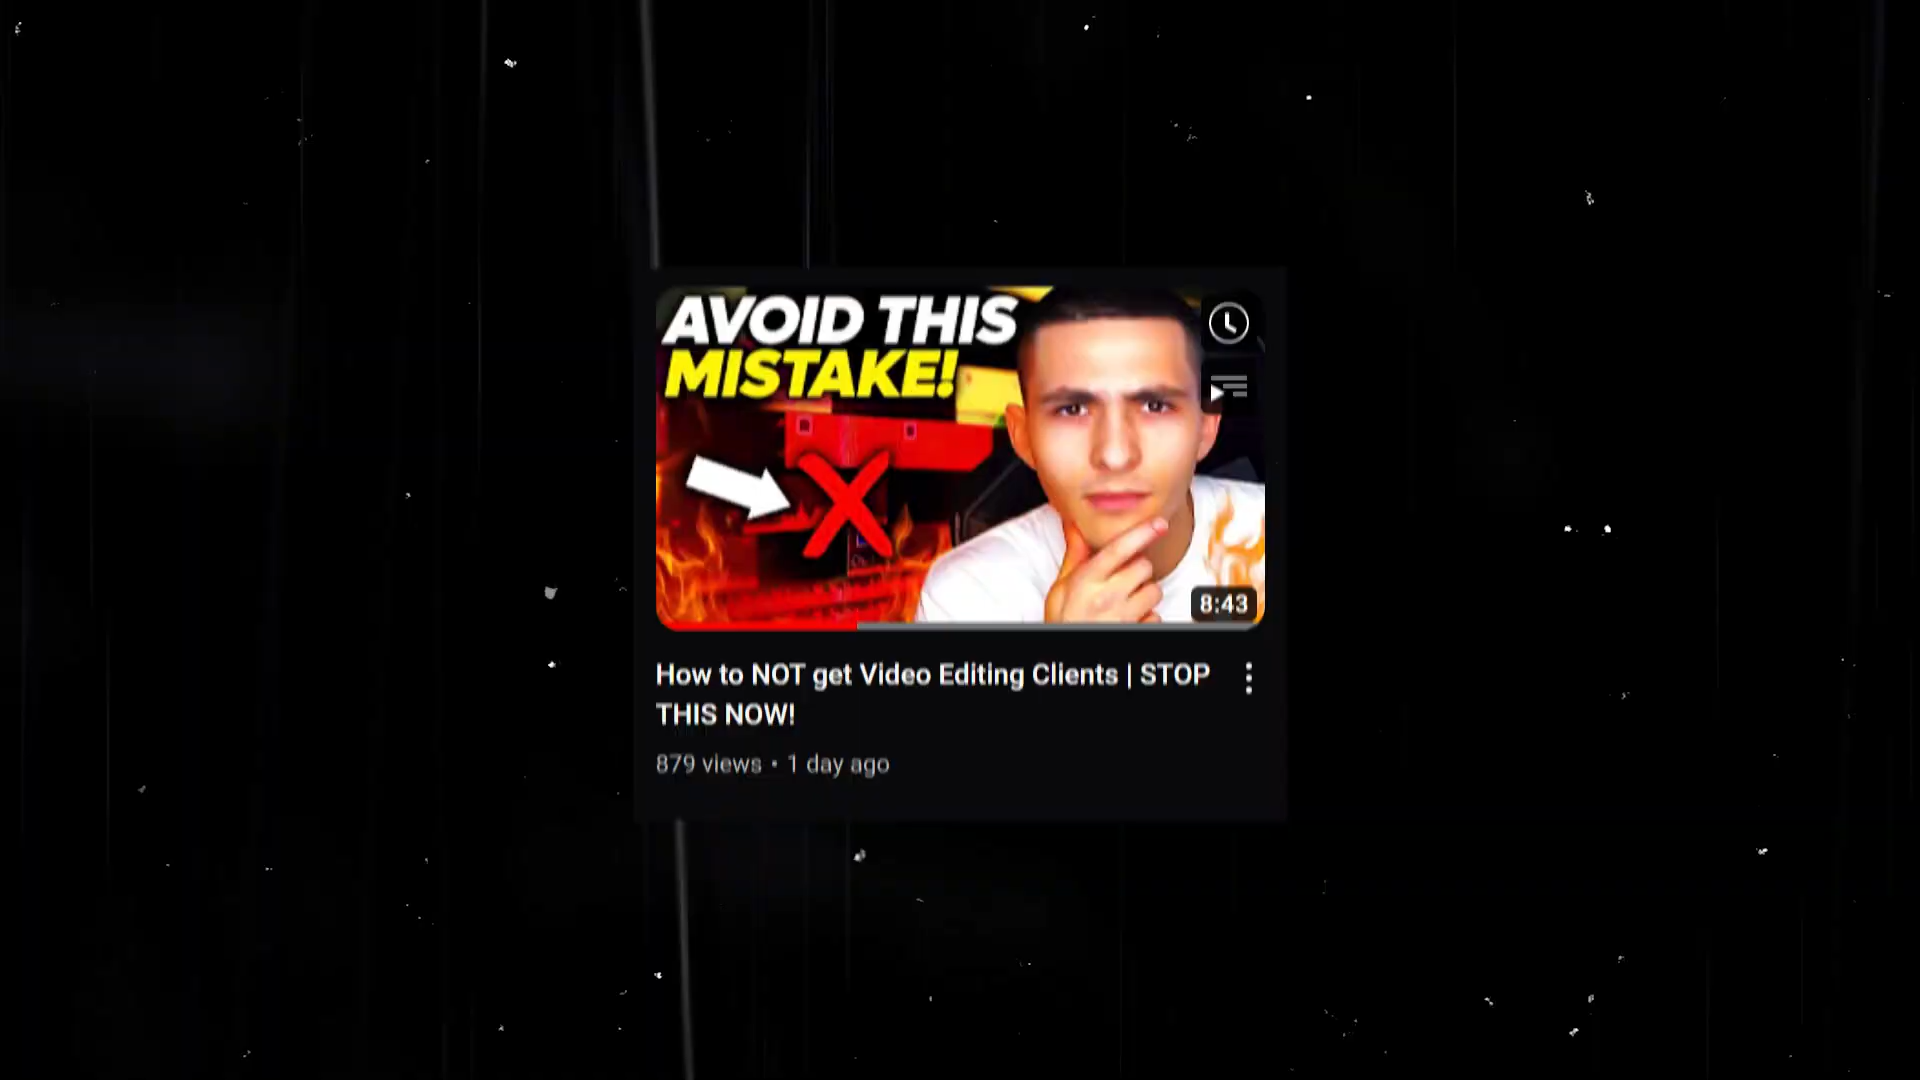 AVOID THIS
MISTAKE!
8:43
How to NOT get Video Editing Clients | STOP
THIS NOW!
879 views • 1 day ago